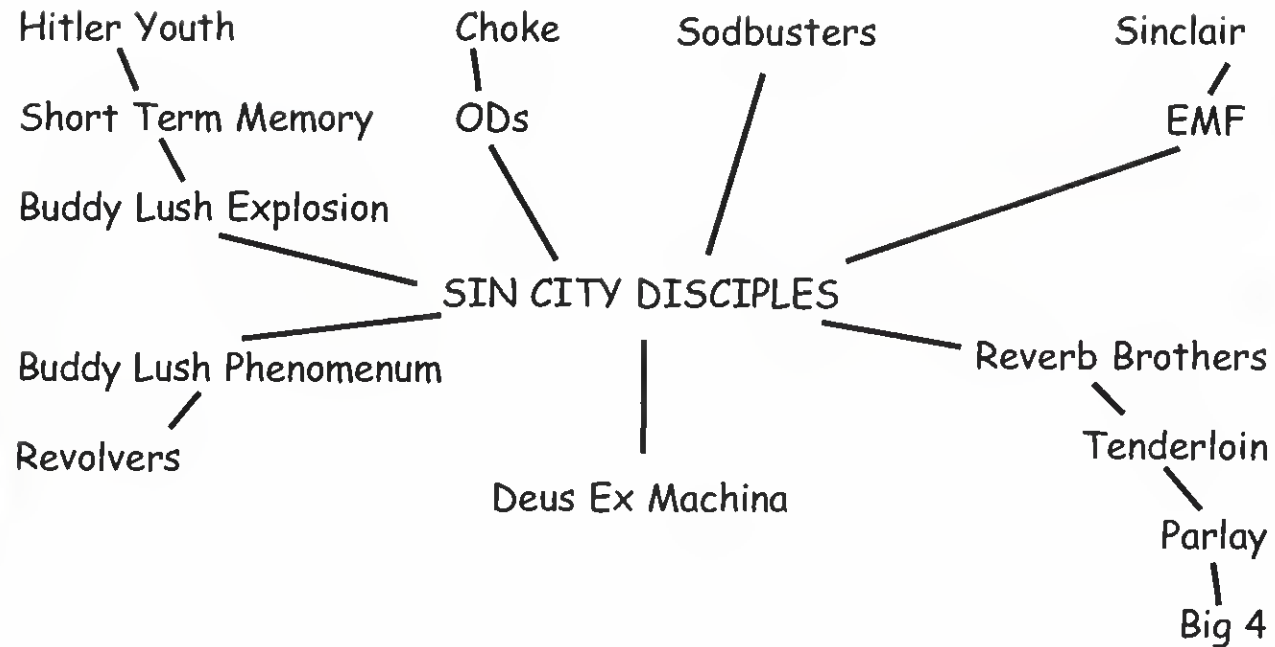 Hitler Youth
Choke
Sodbusters
Sinclair
Short Term Memory
ODs
EMF
Buddy Lush Explosion
SIN CITY DISCIPLES
Buddy Lush Phenomenum
Reverb Brothers
Revolvers
Tenderloin
Deus Ex Machina
Parlay
Big 4